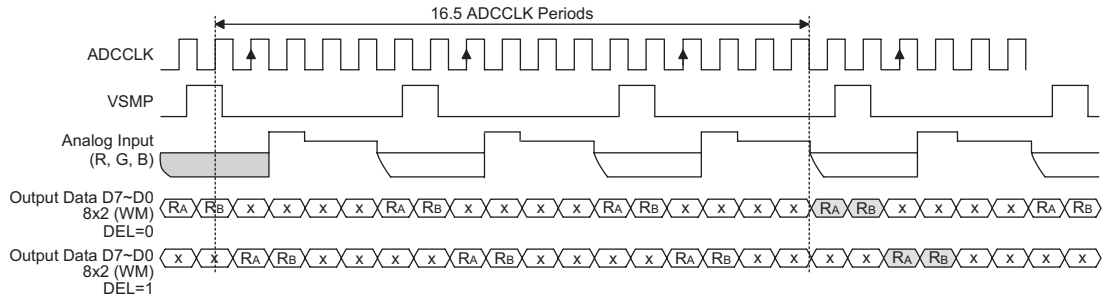 16.5 ADCCLK Periods
ADCCLK
VSMP
Analog Input
(R, G, B)
Output Data D7~D0 RA RB x x x x RA RB x x x x RA RB x x x x RA RB x x x x RA RB
8x2 (WM)
DEL=0
Output Data D7~D0 x x RA RB x x x x RA RB x x x x RA RB x x x x RA RB x x x x
8x2 (WM)
DEL=1